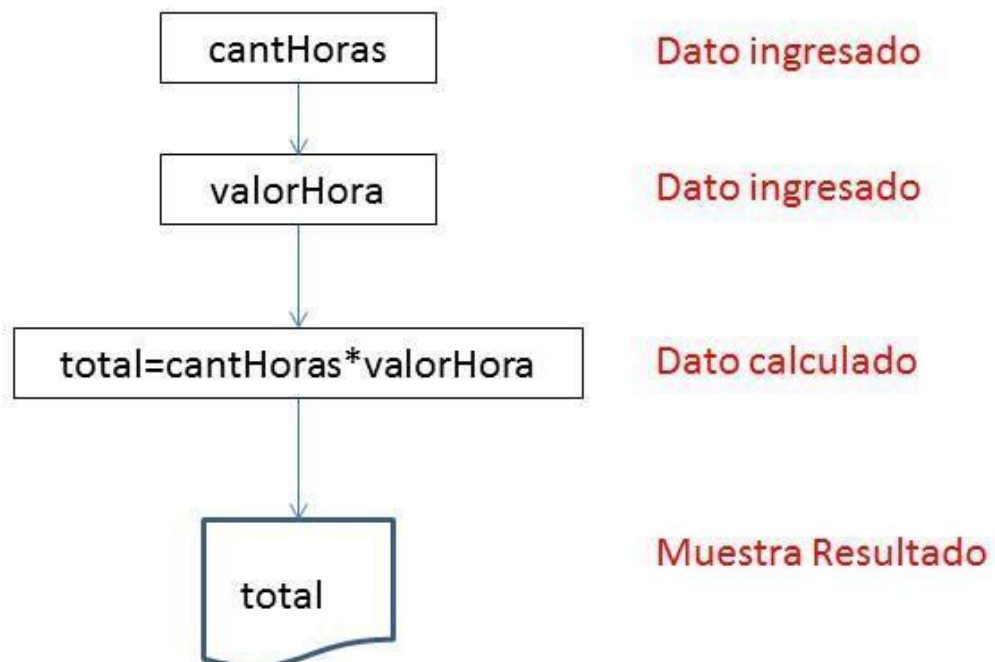 cantHoras
Dato ingresado
valorHora
Dato ingresado
total=cantHoras*valorHora
Dato calculado
total
Muestra Resultado